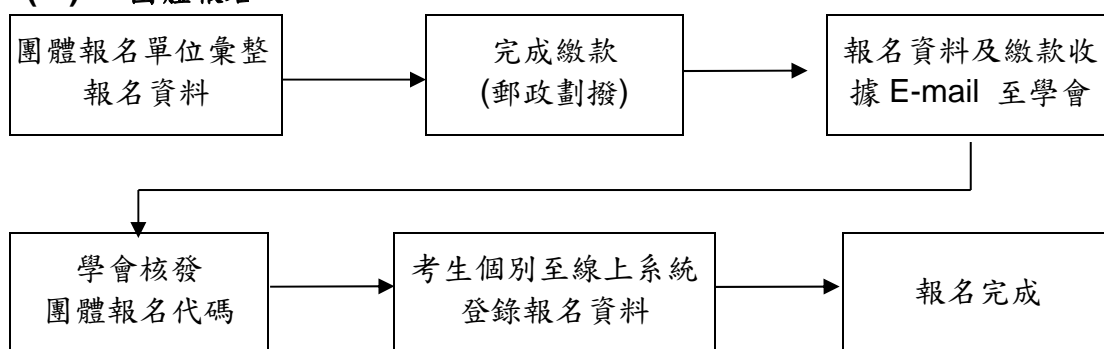 團體報名單位彙整
報名資料
完成繳款
(郵政劃撥)
報名資料及繳款收
據 E-mail 至學會
學會核發
團體報名代碼
考生個別至線上系統
登錄報名資料
報名完成